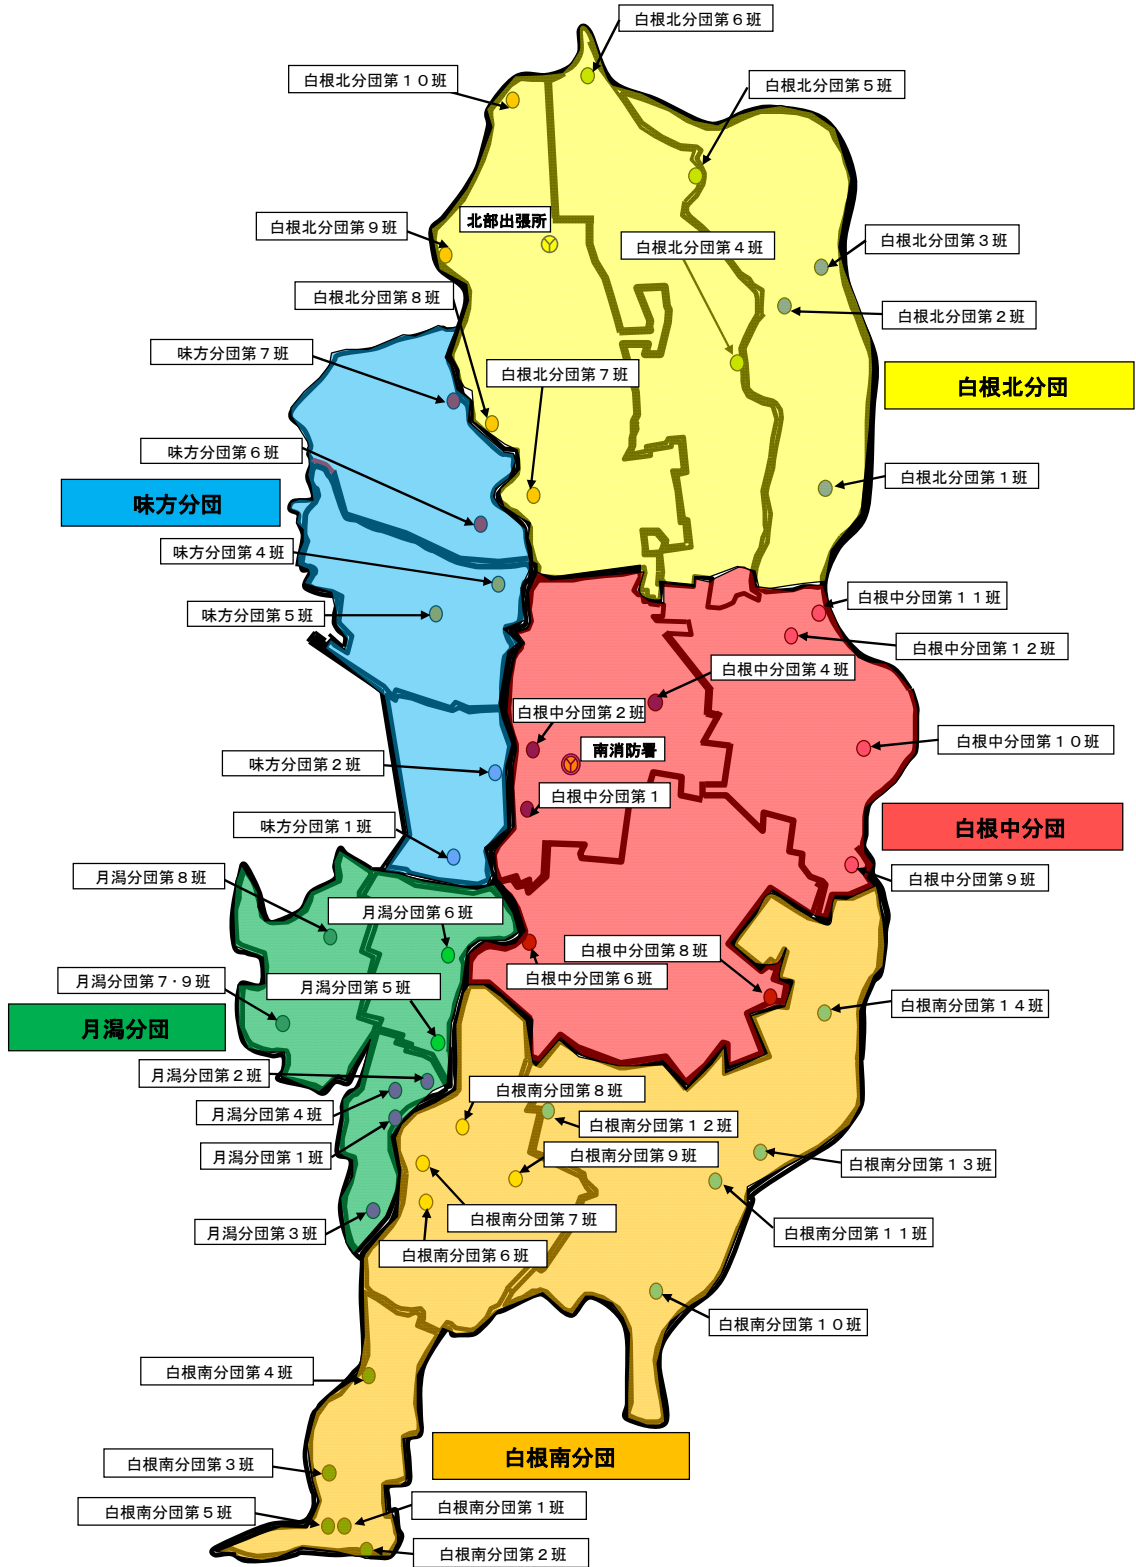 白根北分団第６班
白根北分団第１０班
白根北分団第５班
北部出張所
白根北分団第９班
白根北分団第４班
白根北分団第３班
白根北分団第８班
白根北分団第２班
味方分団第７班
白根北分団第７班
白根北分団
味方分団第６班
白根北分団第１班
味方分団
味方分団第４班
白根中分団第１１班
味方分団第５班
白根中分団第１２班
白根中分団第４班
白根中分団第２班
南消防署
白根中分団第１０班
味方分団第２班
白根中分団第１
味方分団第１班
白根中分団
月潟分団第８班
白根中分団第９班
月潟分団第６班
白根中分団第８班
白根中分団第６班
月潟分団第７・９班
月潟分団第５班
白根南分団第１４班
月潟分団
月潟分団第２班
白根南分団第８班
月潟分団第４班
白根南分団第１２班
月潟分団第１班
白根南分団第９班
白根南分団第１３班
白根南分団第７班
月潟分団第３班
白根南分団第１１班
白根南分団第６班
白根南分団第１０班
白根南分団第４班
白根南分団
白根南分団第３班
白根南分団第５班
白根南分団第１班
白根南分団第２班